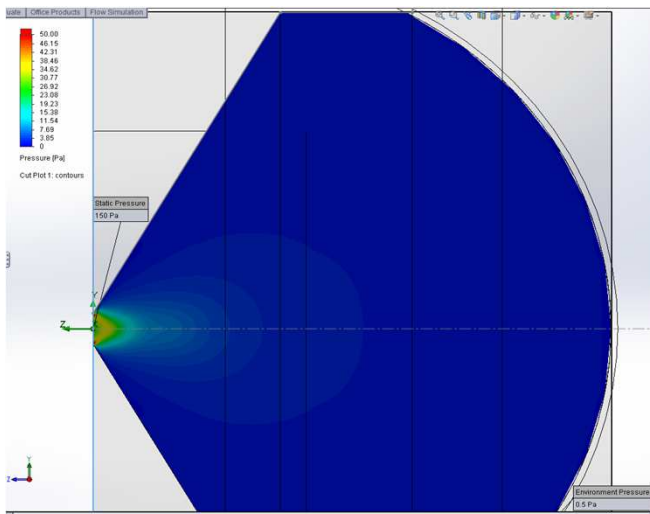 uate Office Products Flow Simulation
50.00
46.15
42.31
38.46
34.62
30.77
26.92
23.08
19.23
15.38
11.54
7.69
3.85
0
Pressure [Pa]
Cut Plot 1: contours
Static Pressure
150 Pa
Y
Z
Y
Z
Environment Pressure
0.5 Pa